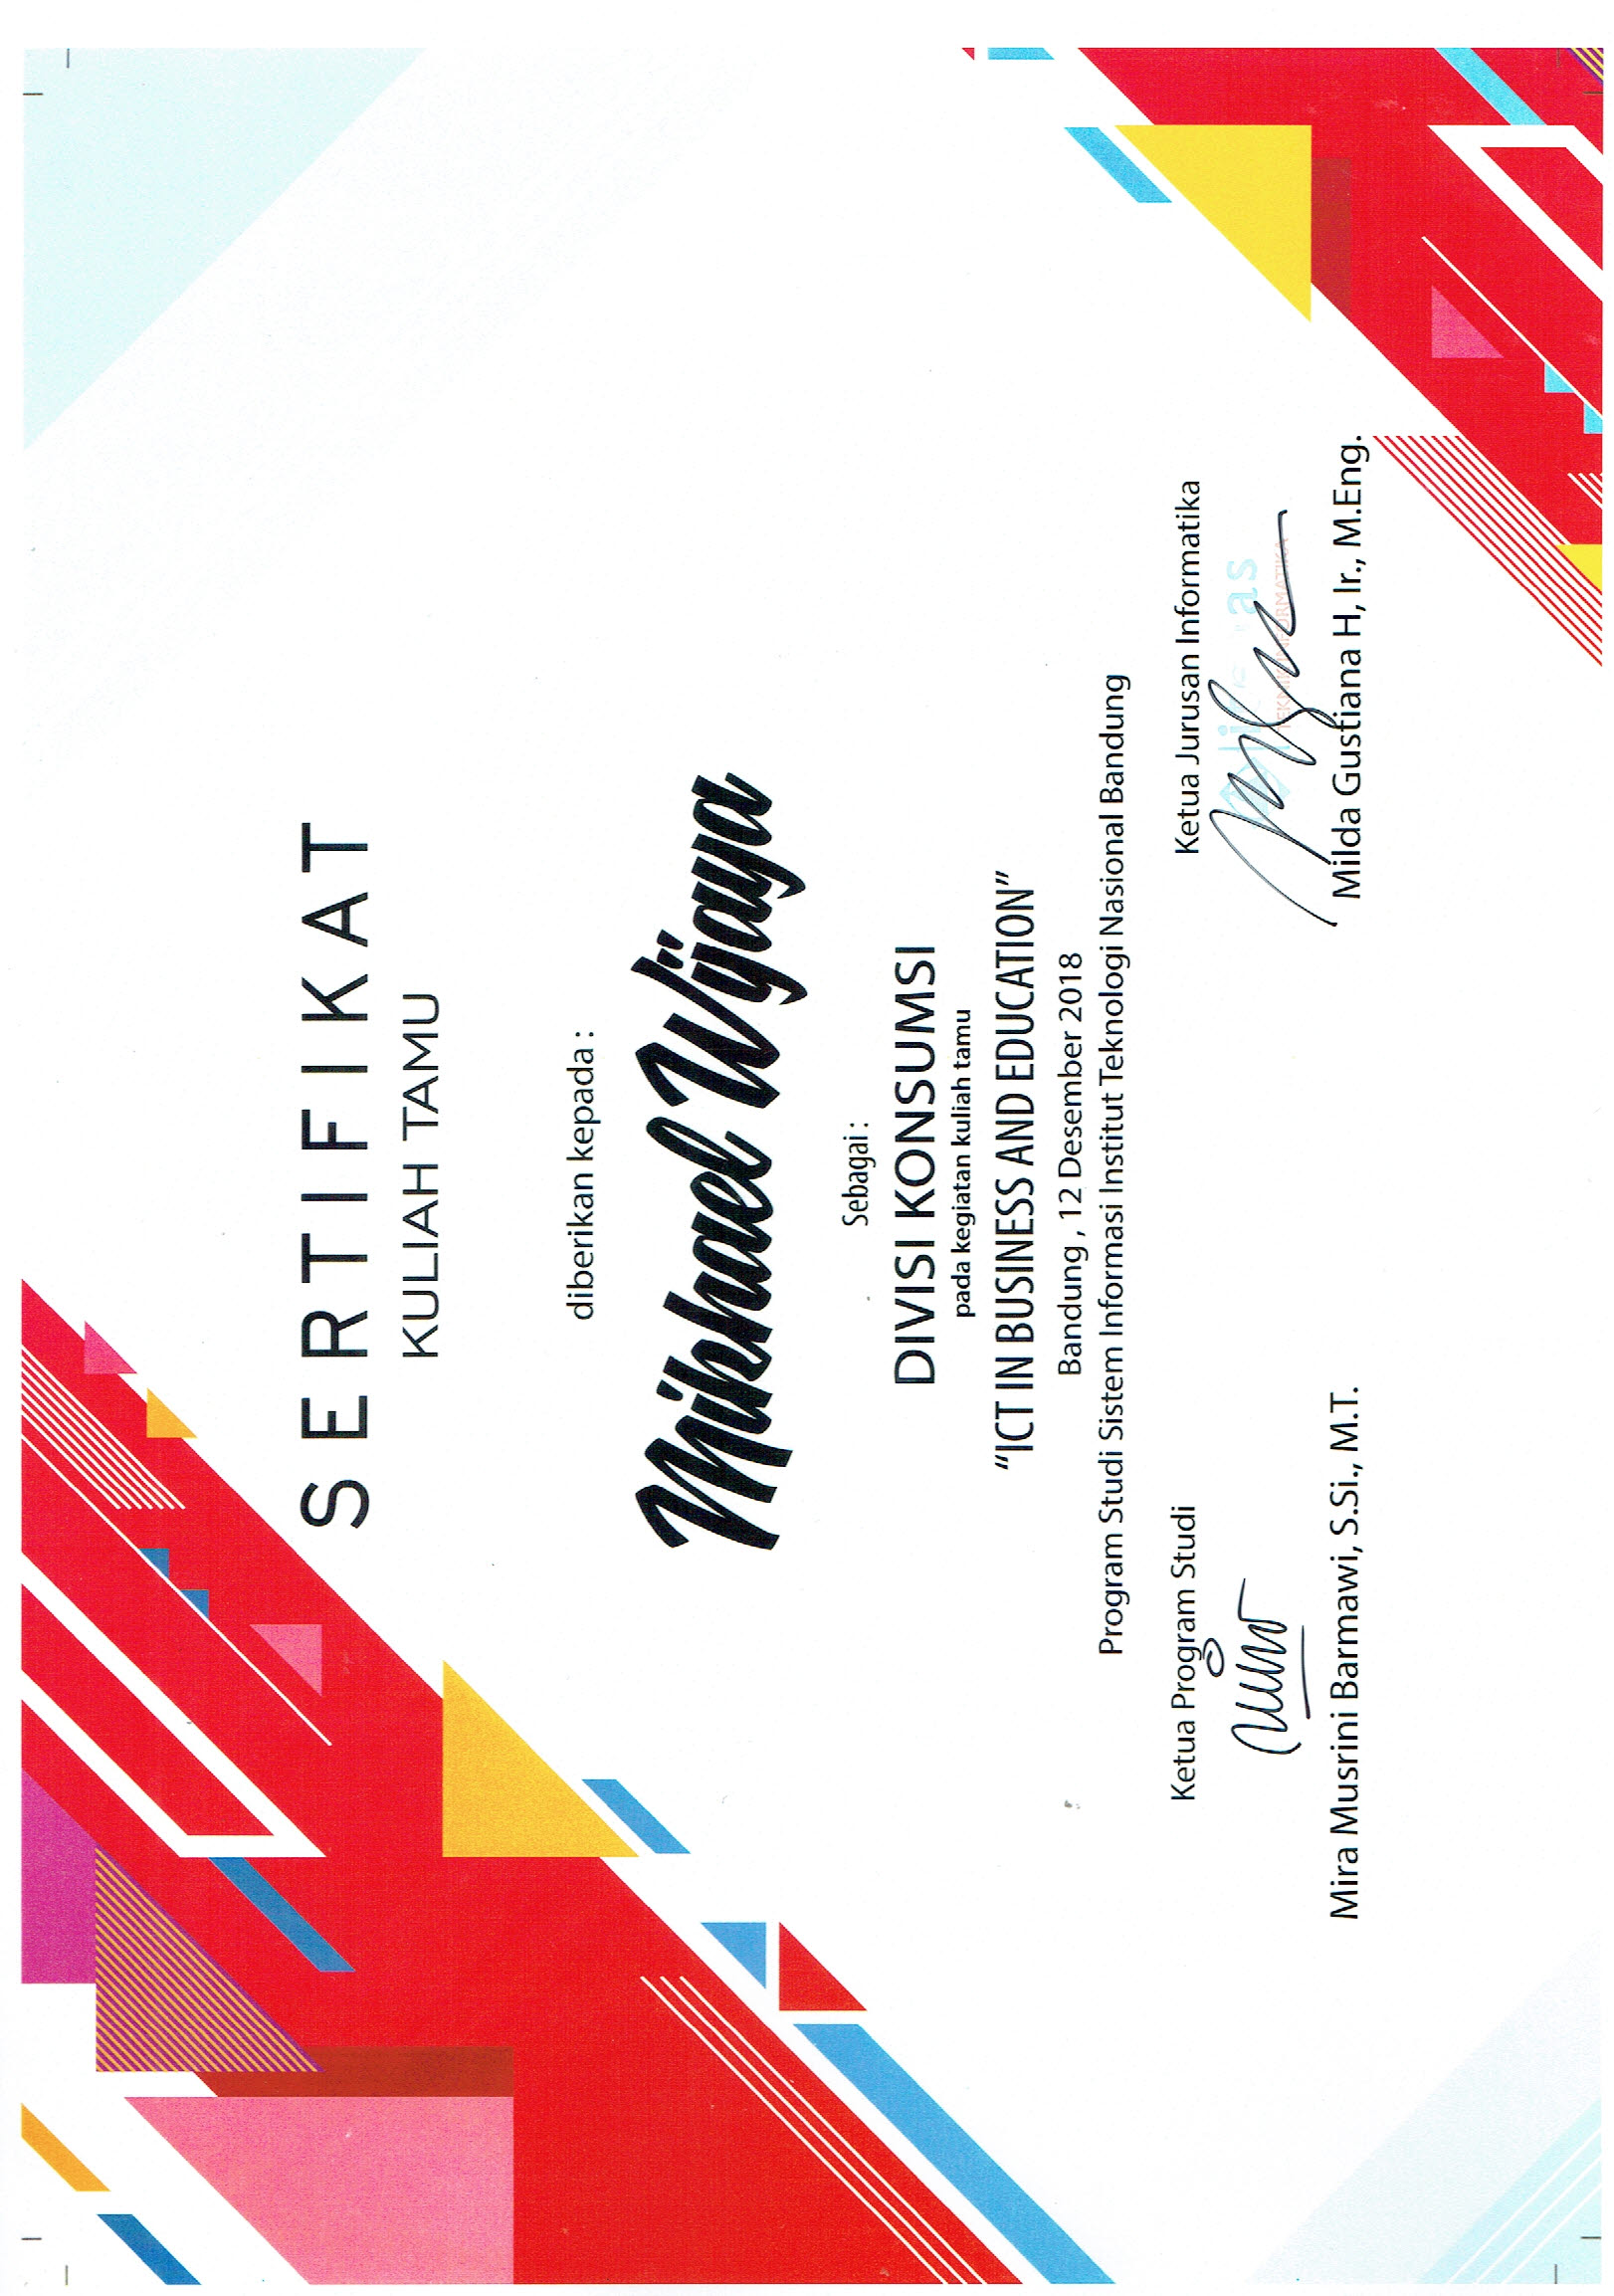 SERTIFIKAT
KULIAH TAMU
diberikan kepada :
Mikhael Wijaya
Sebagai :
DIVISI KONSUMSI
pada kegiatan kuliah tamu
“ICT IN BUSINESS AND EDUCATION”
Bandung , 12 Desember 2018
Program Studi Sistem Informasi Institut Teknologi Nasional Bandung
Ketua Program Studi
Ketua Jurusan Informatika
TEKNIK INFORMATIKA
Mira Musrini Barmawi, S.Si., M.T.
Milda Gustiana H, Ir., M.Eng.